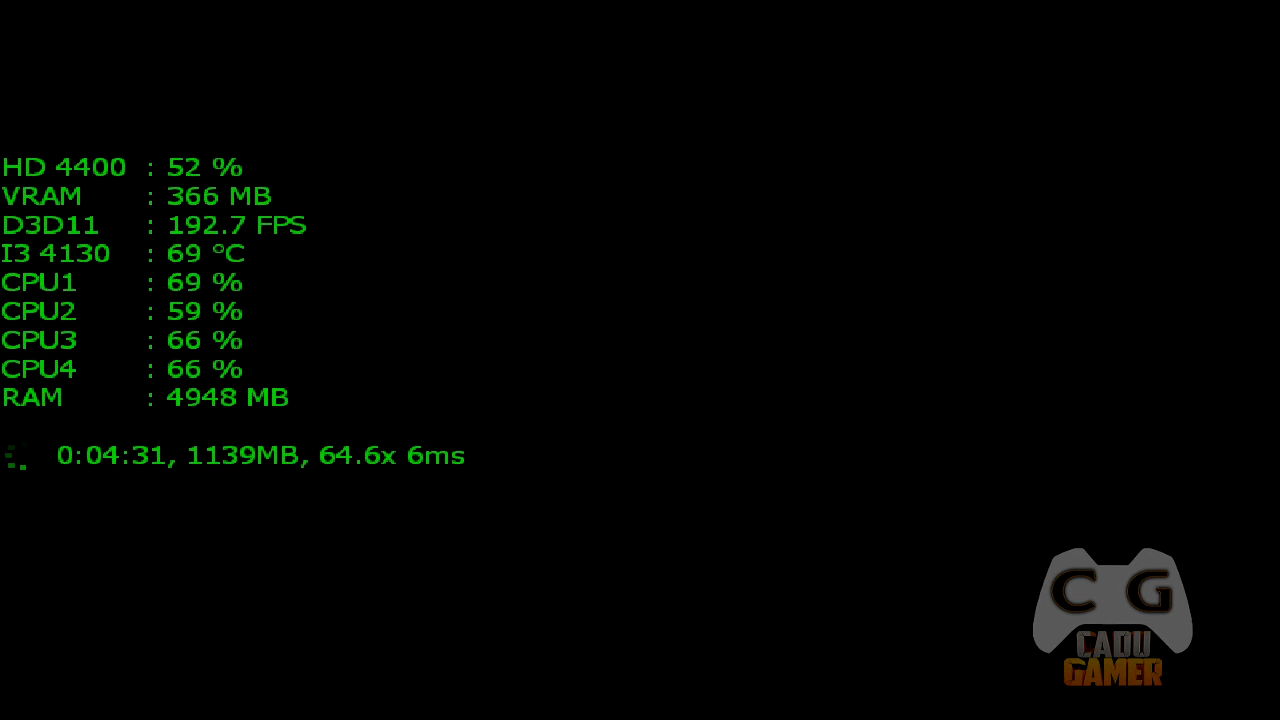 HD 4400 : 52 %
VRAM : 366 MB
D3D11 : 192.7 FPS
I3 4130 : 69 °C
CPU1 : 69 %
CPU2 : 59 %
CPU3 : 66 %
CPU4 : 66 %
RAM : 4948 MB
0:04:31, 1139MB, 64.6x 6ms
C G
CADU
GAMER